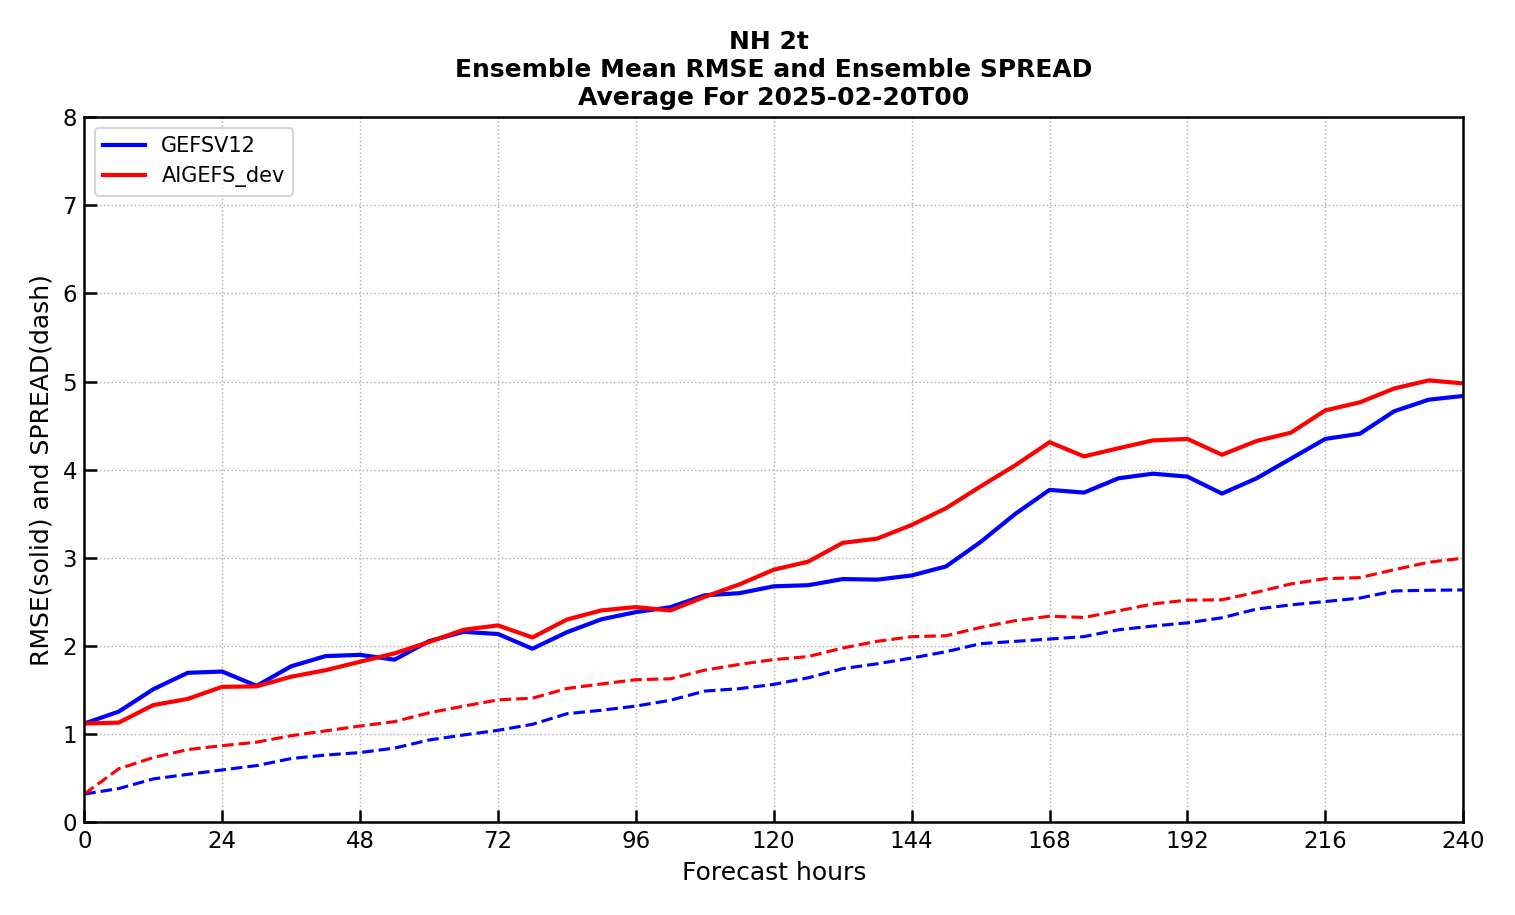 NH 2t
Ensemble Mean RMSE and Ensemble SPREAD
Average For 2025-02-20T00
GEFSV12
AIGEFS_dev
RMSE(solid) and SPREAD(dash)
8
7
6
5
4
3
2
1
0
0 24 48 72 96 120 144 168 192 216 240
Forecast hours